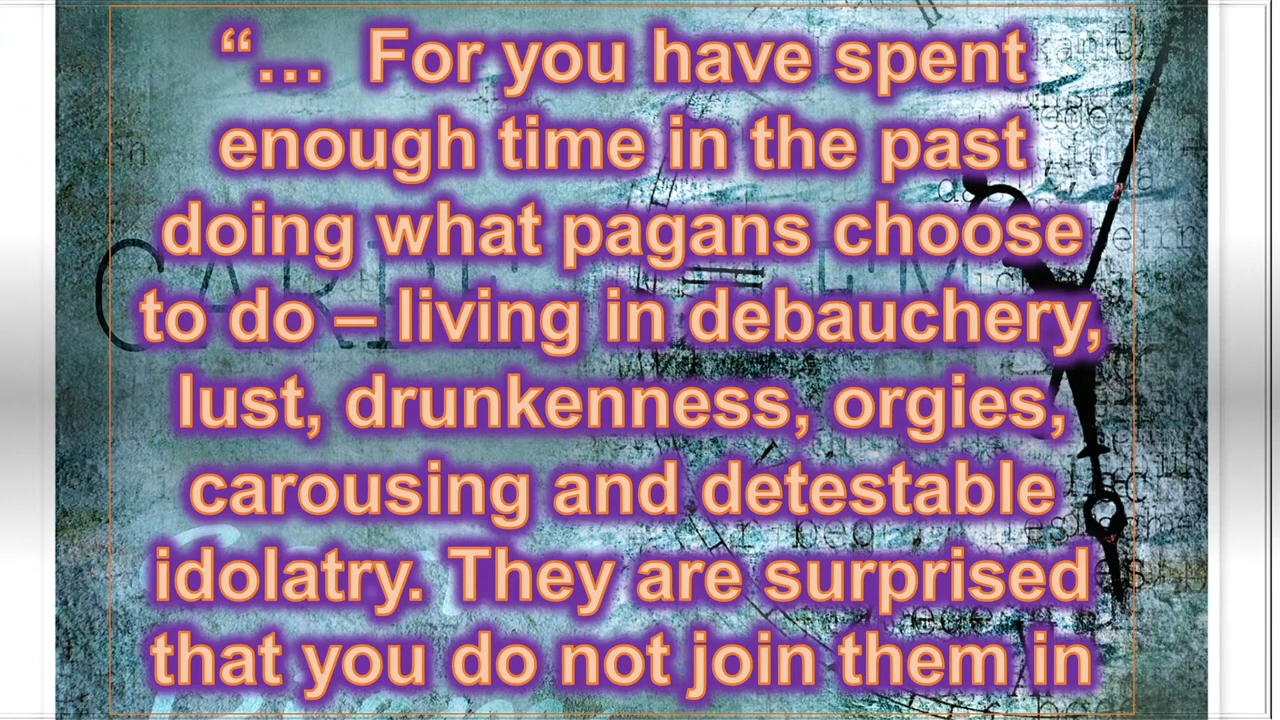 “… For you have spent
enough time in the past
doing what pagans choose
to do – living in debauchery,
lust, drunkenness, orgies,
carousing and detestable
idolatry. They are surprised
that you do not join them in